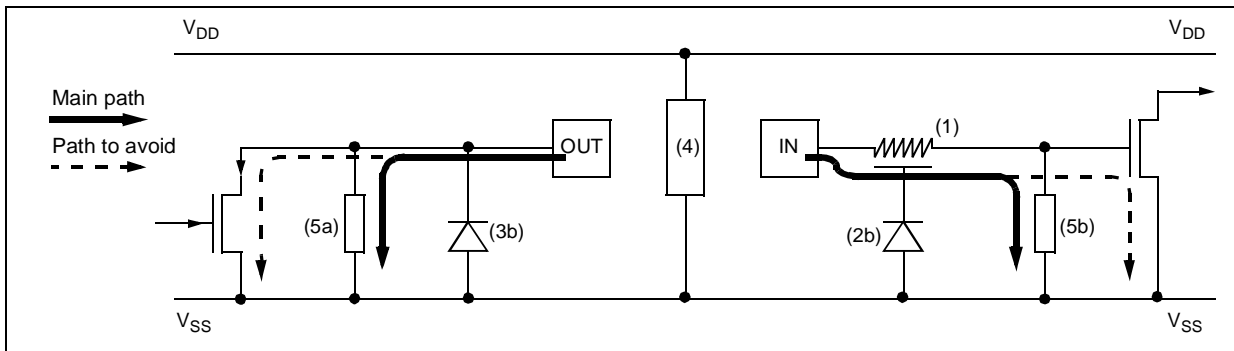 VDD
VDD
Main path
Path to avoid
OUT
(4)
IN
(1)
(5a)
(3b)
(2b)
(5b)
VSS
VSS